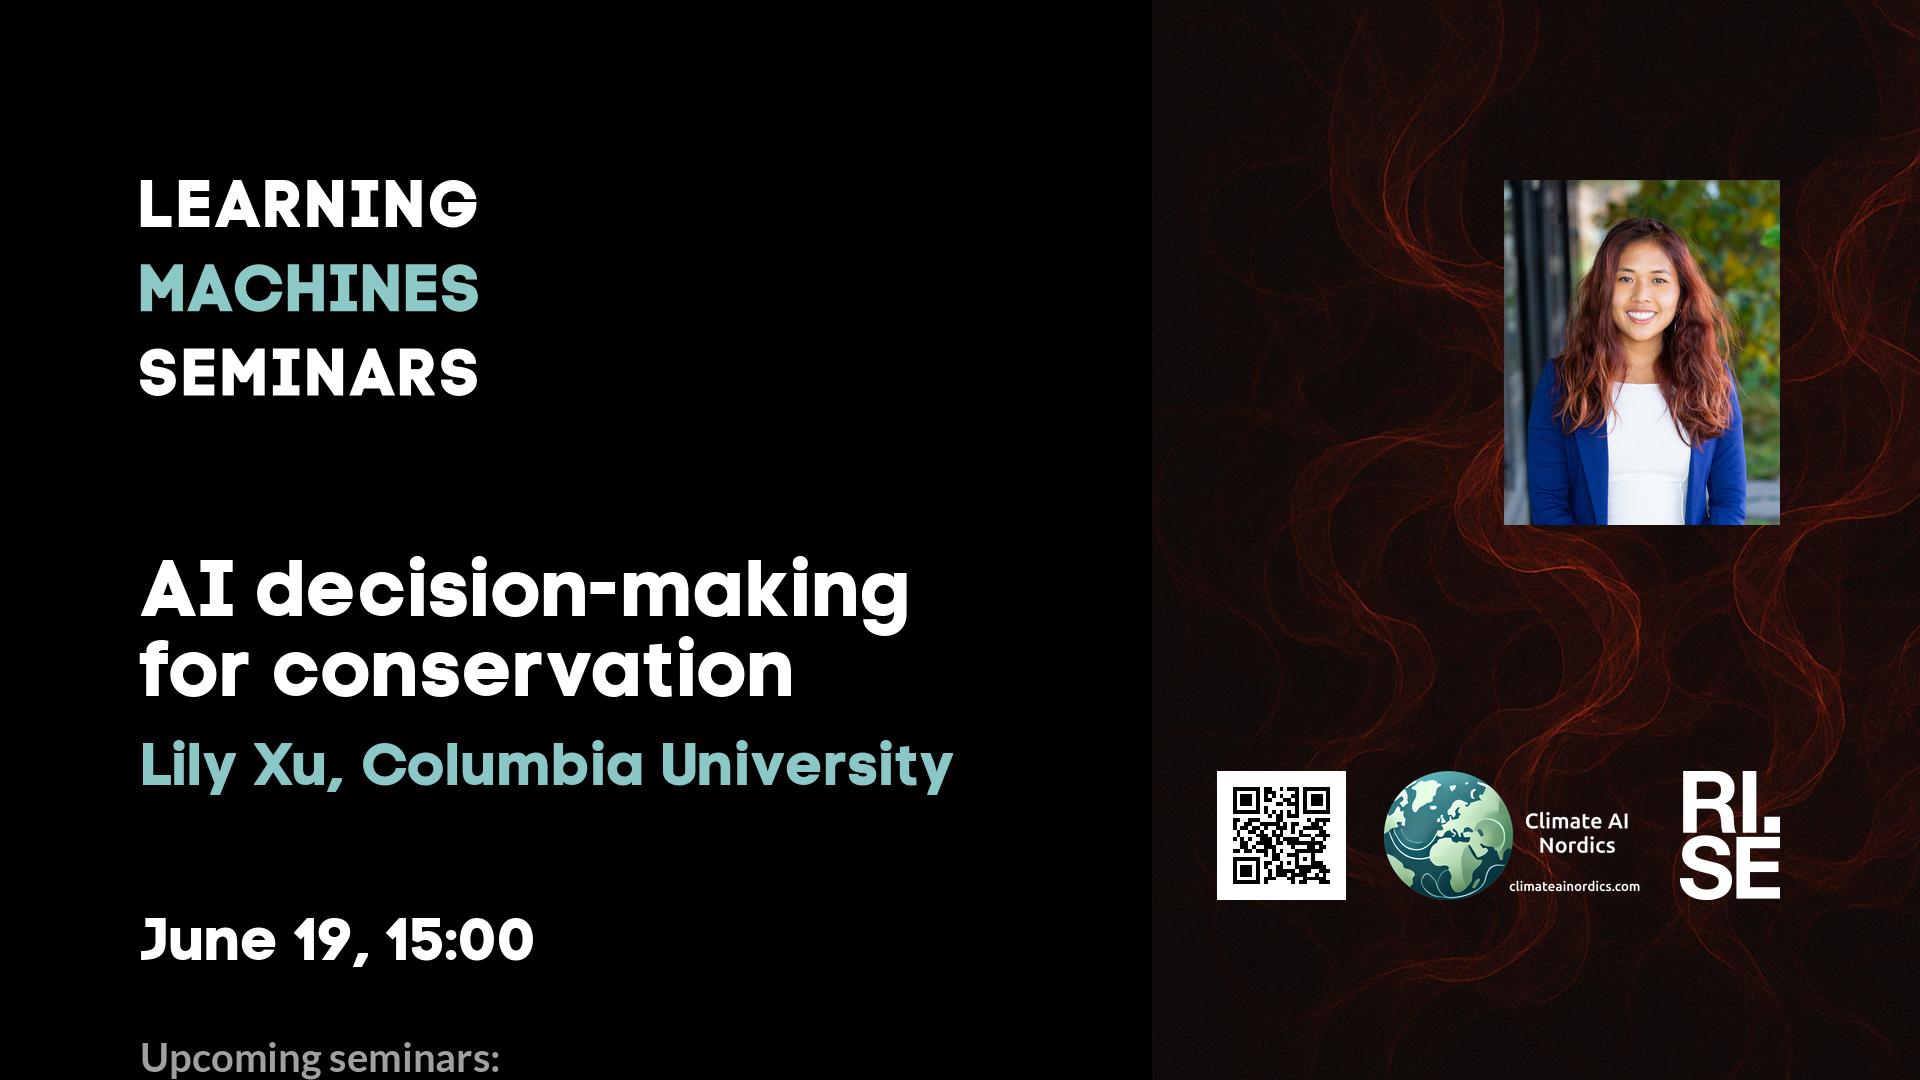 LEARNING
MACHINES
SEMINARS
AI decision-making
for conservation
Lily Xu, Columbia University
June 19, 15:00
Upcoming seminars:
Climate AI
Nordics
climateainordics.com
RI.
SE